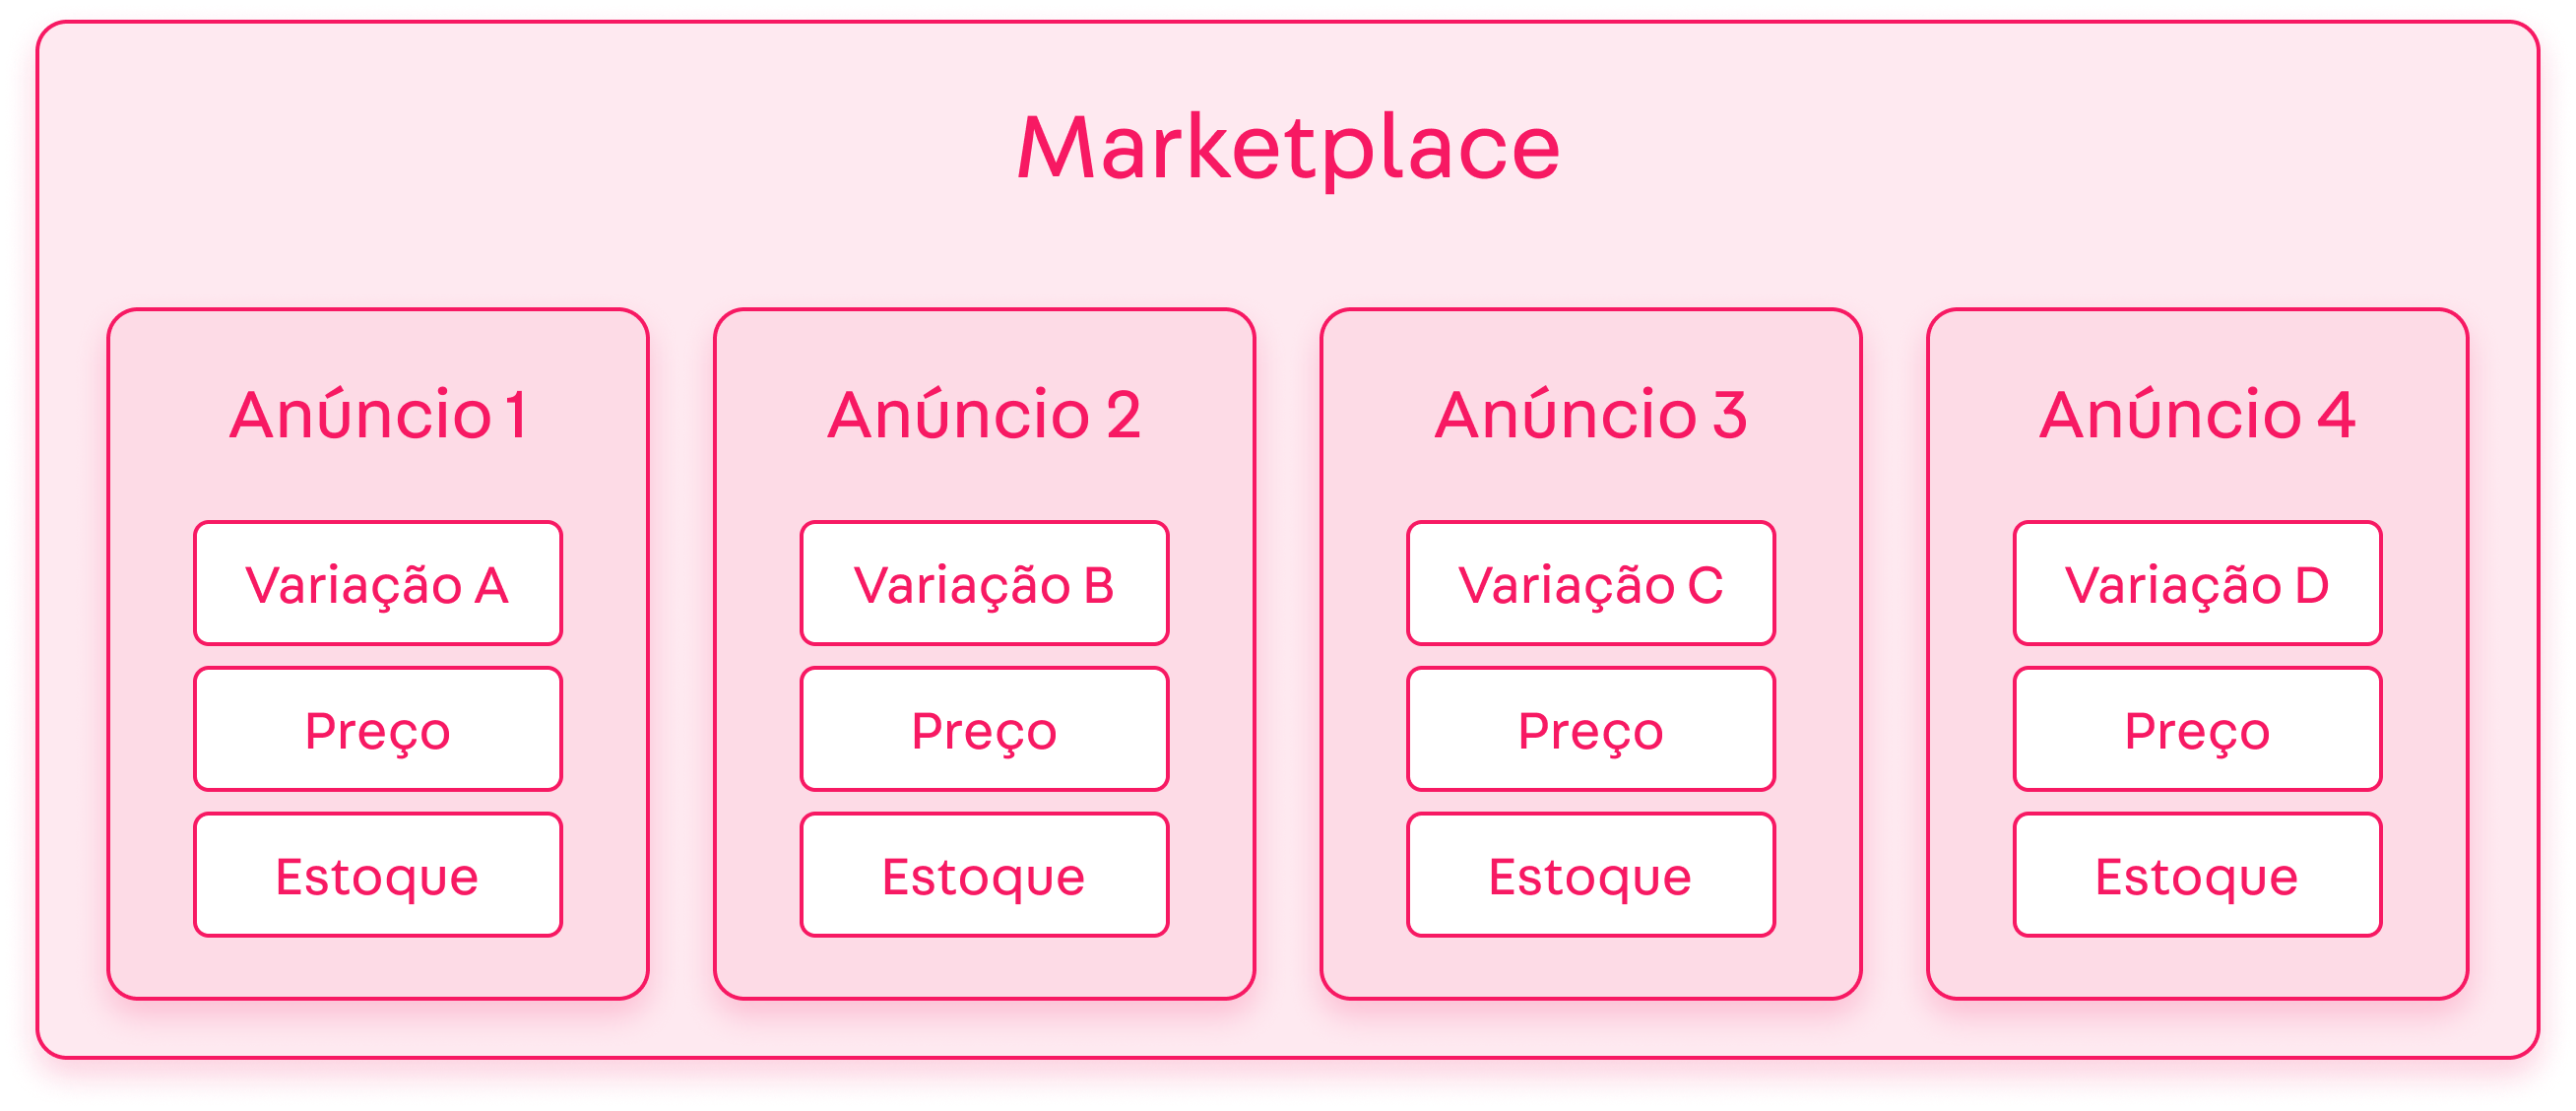 Marketplace
Anúncio 1
Variação A
Preço
Estoque
Anúncio 2
Variação B
Preço
Estoque
Anúncio 3
Variação C
Preço
Estoque
Anúncio 4
Variação D
Preço
Estoque